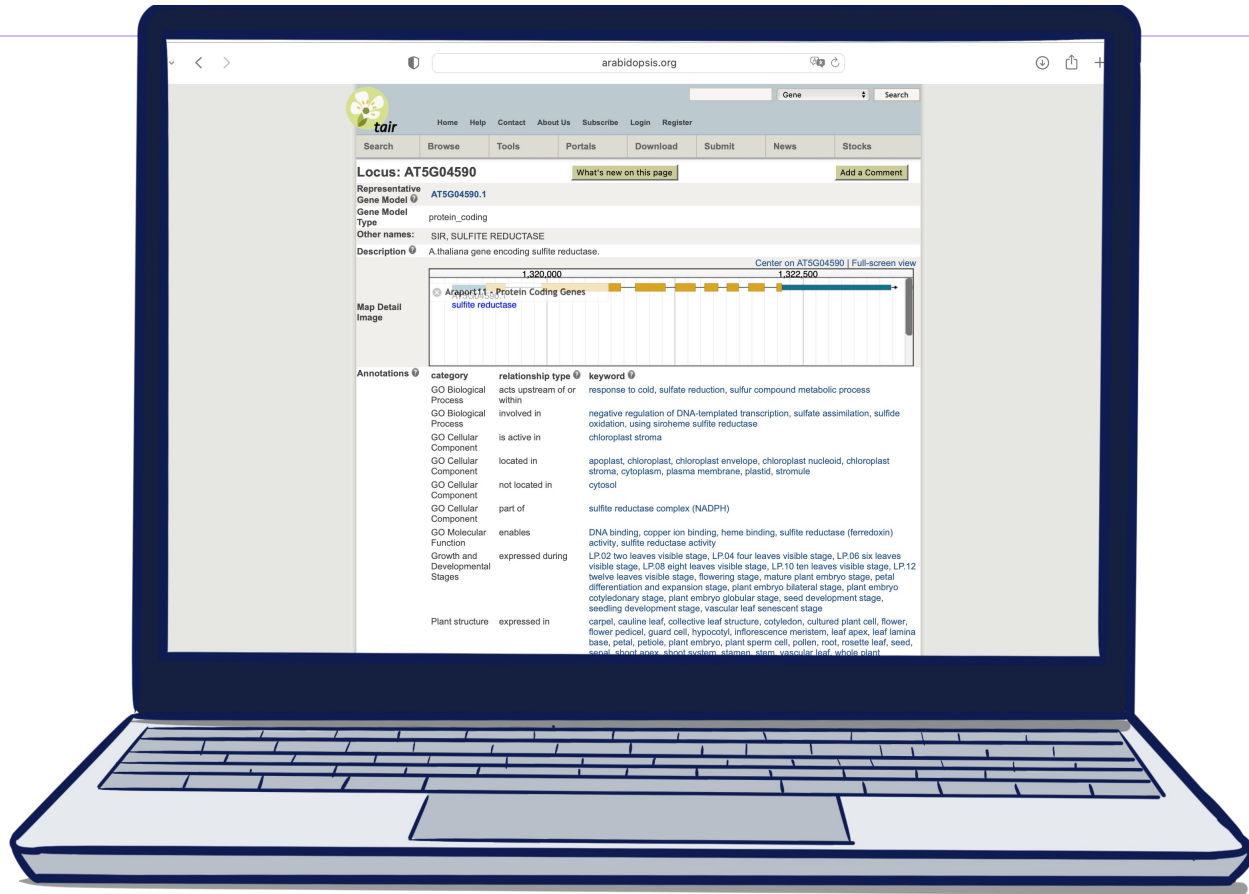 arabidopsis.org
Gene
Search
tair
Home Help Contact About Us Subscribe Login Register
Search Browse Tools Portals Download Submit News Stocks
Locus: AT5G04590
What's new on this page
Add a Comment
Representative Gene Model
AT5G04590.1
Gene Model Type
protein_coding
Other names:
SIR, SULFITE REDUCTASE
Description
A.thaliana gene encoding sulfite reductase.
Center on AT5G04590 | Full-screen view
Map Detail Image
1,320,000 1,322,500
Araport11 - Protein Coding Genes
AT5G04590.1
sulfite reductase
Annotations
category relationship type keyword
GO Biological Process
acts upstream of or within
response to cold, sulfate reduction, sulfur compound metabolic process
GO Biological Process
involved in
negative regulation of DNA-templated transcription, sulfate assimilation, sulfide
oxidation, using siroheme sulfite reductase
GO Cellular Component
is active in
chloroplast stroma
GO Cellular Component
located in
apoplast, chloroplast, chloroplast envelope, chloroplast nucleoid, chloroplast
stroma, cytoplasm, plasma membrane, plastid, stromule
GO Cellular Component
not located in
cytosol
GO Cellular Component
part of
sulfite reductase complex (NADPH)
GO Molecular Function
enables
DNA binding, copper ion binding, heme binding, sulfite reductase (ferredoxin)
activity, sulfite reductase activity
Growth and Developmental Stages
expressed during
LP.02 two leaves visible stage, LP.04 four leaves visible stage, LP.06 six leaves
visible stage, LP.08 eight leaves visible stage, LP.10 ten leaves visible stage, LP.12
twelve leaves visible stage, flowering stage, mature plant embryo stage, petal
differentiation and expansion stage, plant embryo bilateral stage, plant embryo
cotyledonary stage, plant embryo globular stage, seed development stage,
seedling development stage, vascular leaf senescent stage
Plant structure
expressed in
carpel, cauline leaf, collective leaf structure, cotyledon, cultured plant cell, flower,
flower pedicel, guard cell, hypocotyl, inflorescence meristem, leaf apex, leaf lamina
base, petal, petiole, plant embryo, plant sperm cell, pollen, root, rosette leaf, seed,
sepal, shoot apex, shoot system, stamen, stem, vascular leaf, whole plant